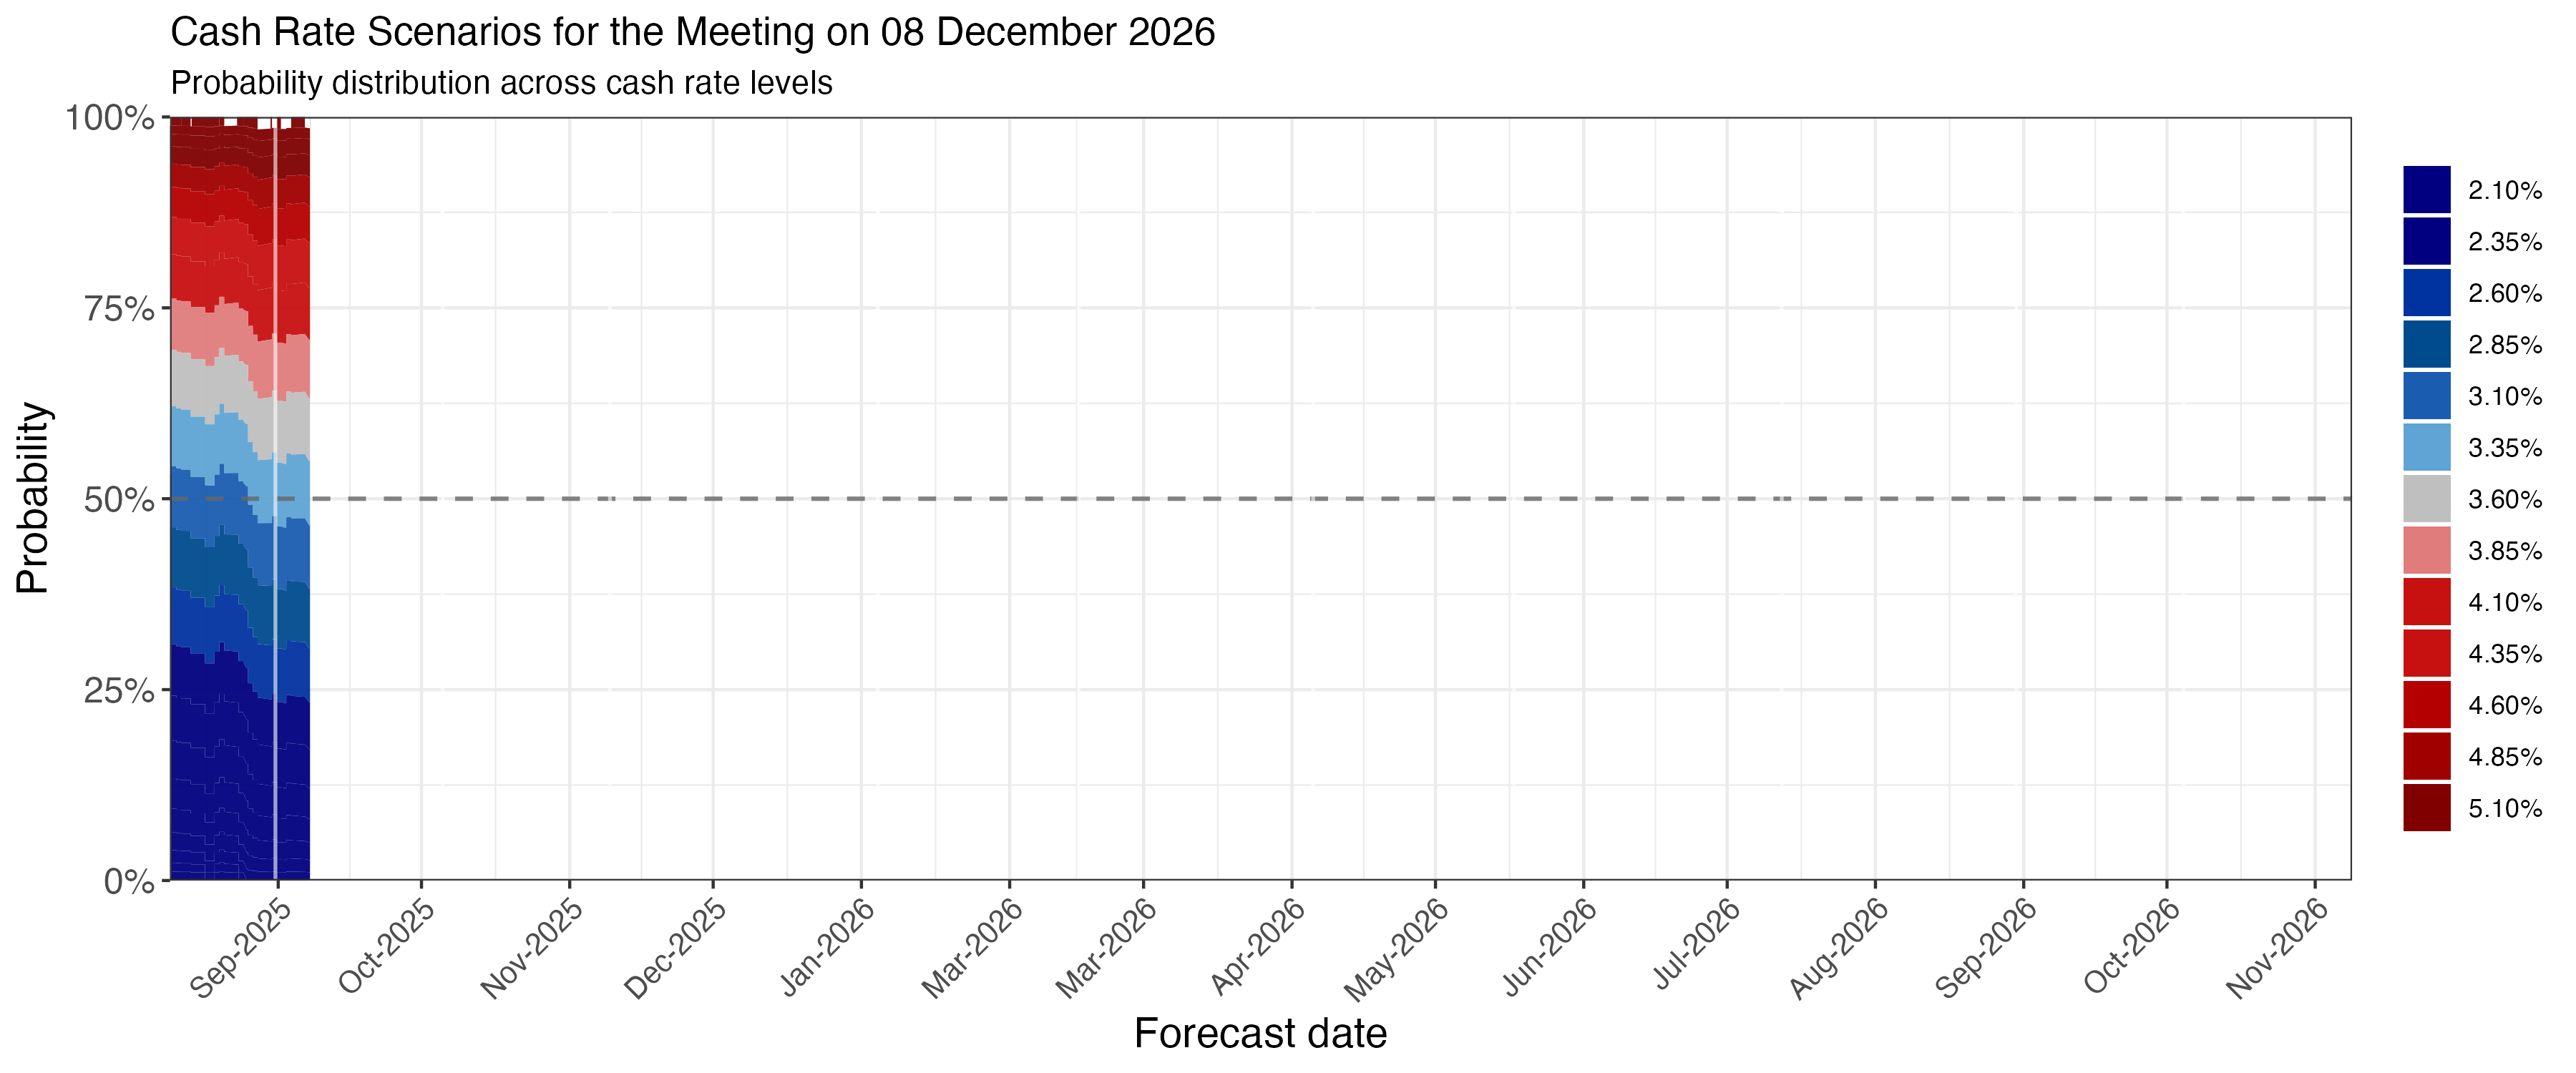 Cash Rate Scenarios for the Meeting on 08 December 2026
Probability distribution across cash rate levels
100%
75%
50%
25%
0%
Probability
Sep-2025
Oct-2025
Nov-2025
Dec-2025
Jan-2026
Mar-2026
Mar-2026
Apr-2026
May-2026
Jun-2026
Jul-2026
Aug-2026
Sep-2026
Oct-2026
Nov-2026
Forecast date
2.10%
2.35%
2.60%
2.85%
3.10%
3.35%
3.60%
3.85%
4.10%
4.35%
4.60%
4.85%
5.10%